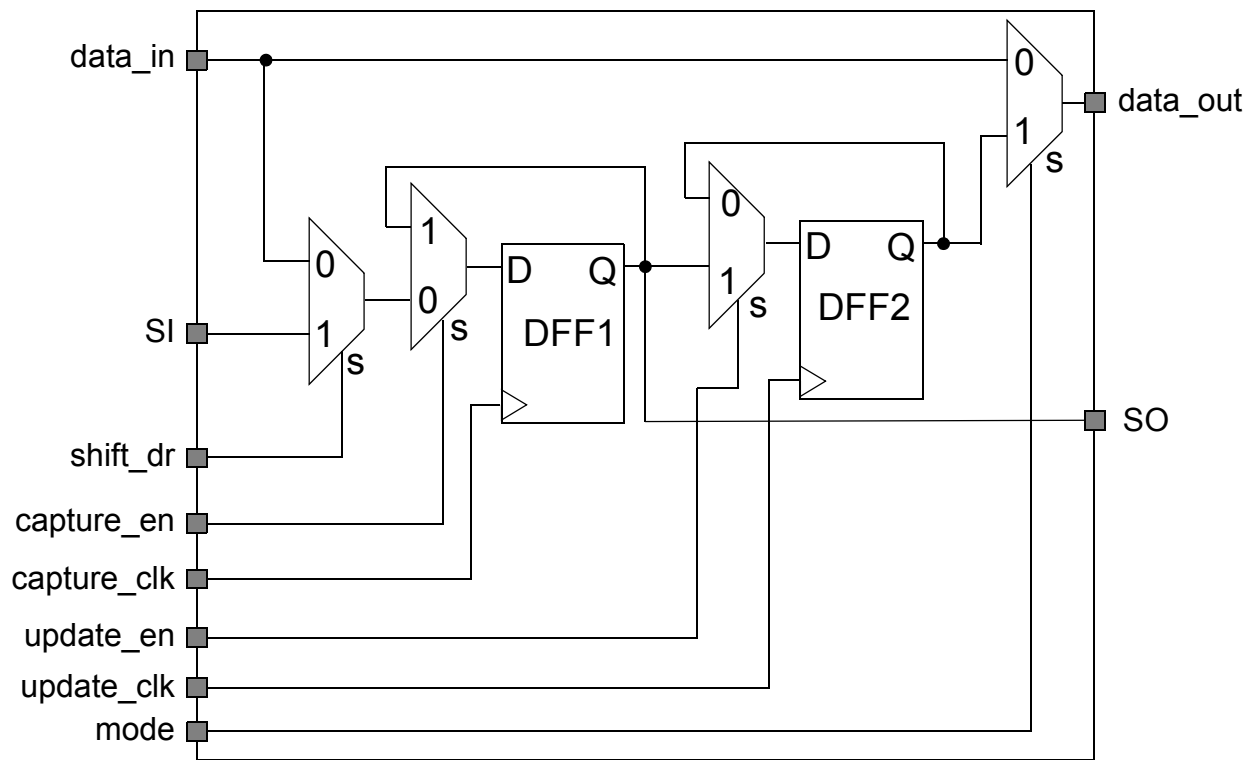 data_in
0
data_out
1
s
0
1
0
D Q
1
D Q
0
SI
1
s
s
DFF1
s
DFF2
SO
shift_dr
capture_en
capture_clk
update_en
update_clk
mode